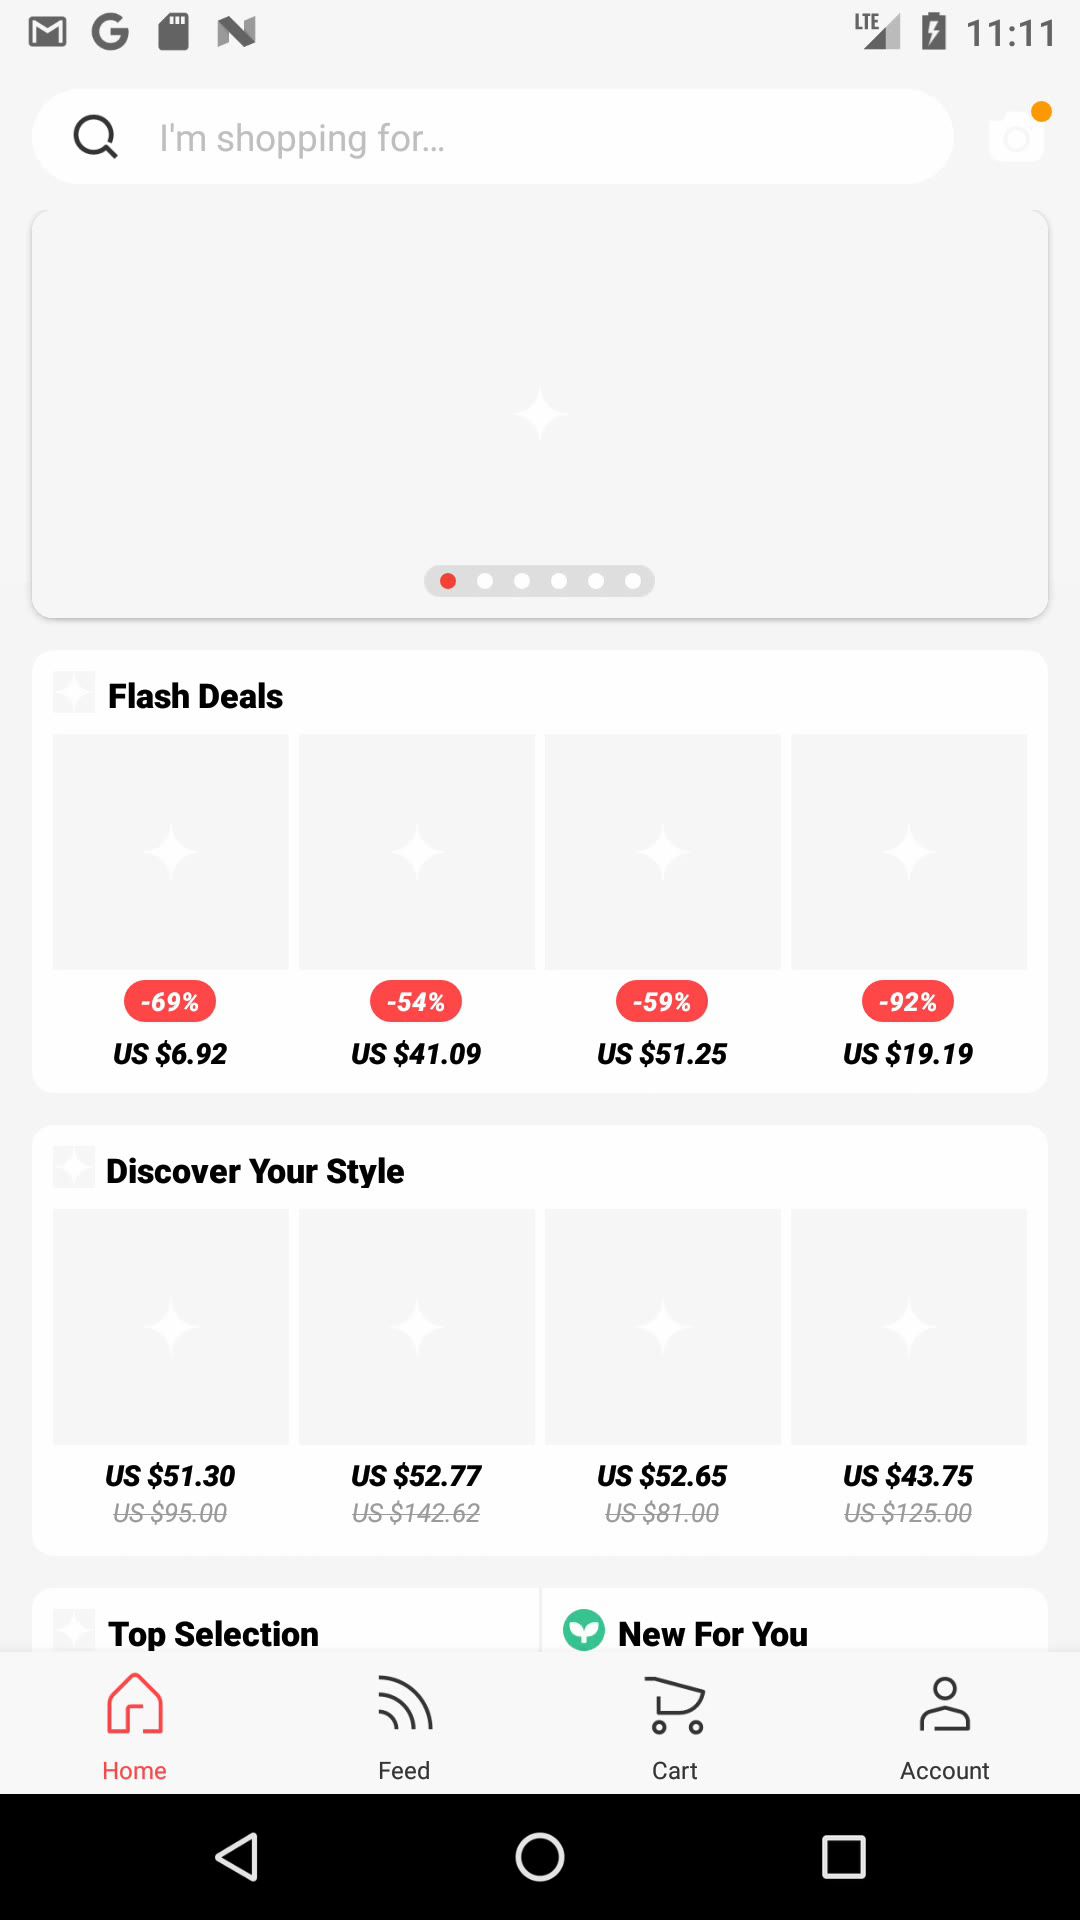 LTE 11:11
I'm shopping for...
Flash Deals
-69% -54% -59% -92%
US $6.92 US $41.09 US $51.25 US $19.19
Discover Your Style
US $51.30 US $52.77 US $52.65 US $43.75
US $95.00 US $142.62 US $81.00 US $125.00
Top Selection New For You
Home Feed Cart Account